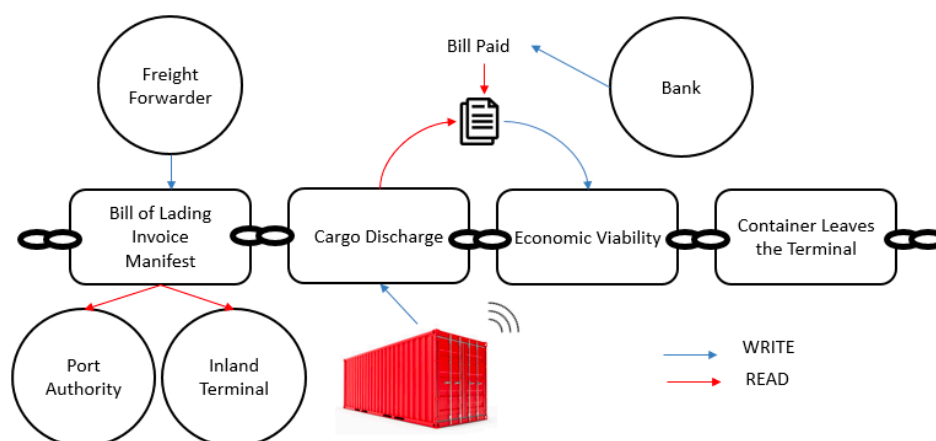 Freight
Forwarder
Bill Paid
Bank
Bill of Lading
Invoice
Manifest
Cargo Discharge
Economic Viability
Container Leaves
the Terminal
Port
Authority
Inland
Terminal
WRITE
READ